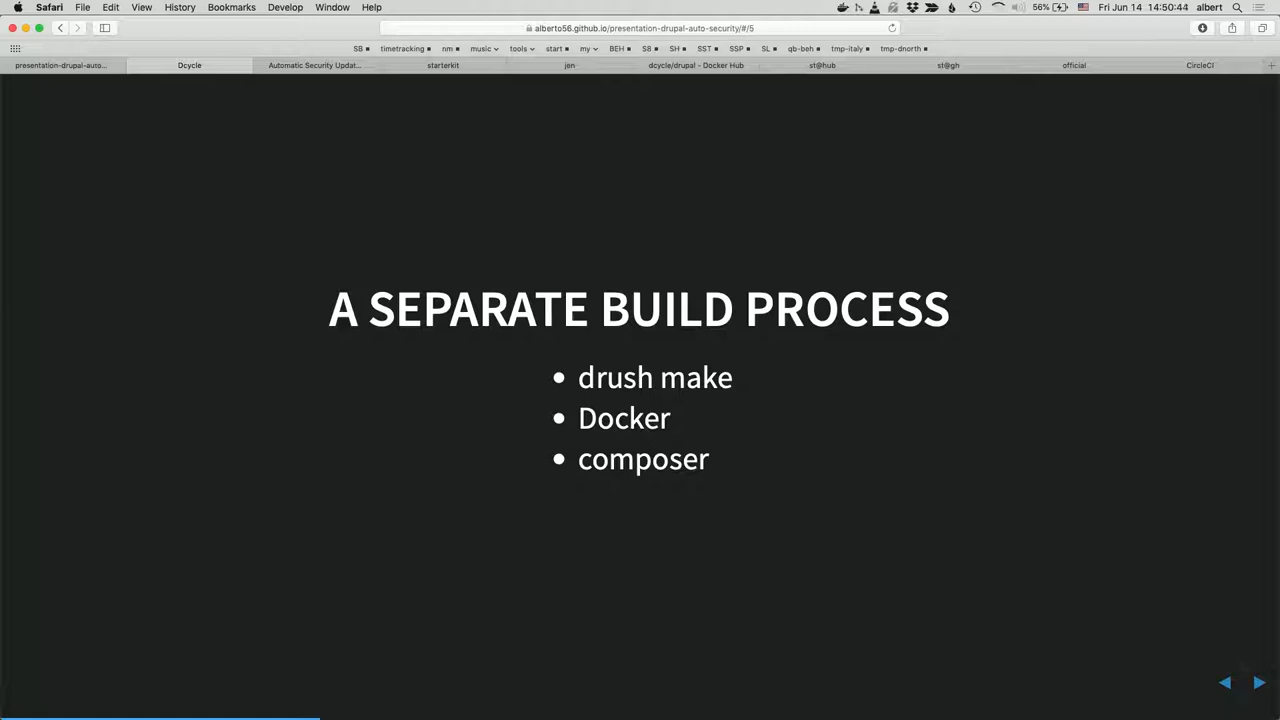 Safari File Edit View History Bookmarks Develop Window Help 56% Fri Jun 14 14:50:44 albert
alberto56.github.io/presentation-drupal-auto-security/#/5
SB timetracking nm music tools start my BEH S8 SH SST SSP SL qb-beh tmp-italy tmp-dnorth
presentation-drupal-auto... Dcycle Automatic Security Updat... starterkit jen dcycle/drupal - Docker Hub st@hub st@gh official CircleCI
A SEPARATE BUILD PROCESS
• drush make
• Docker
• composer